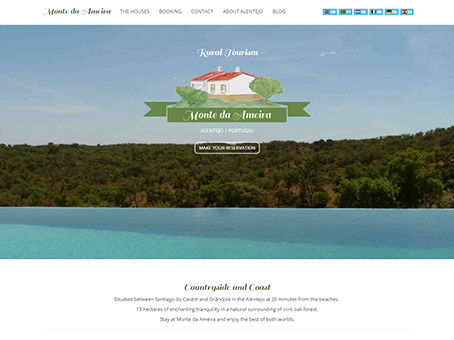 Monte da Ameira THE HOUSES BOOKING CONTACT ABOUT ALENTEJO BLOG
– Rural Tourism –
Monte da Ameira
ALENTEJO | PORTUGAL
MAKE YOUR RESERVATION
Countryside and Coast
Situated between Santiago do Cacém and Grândola in the Alentejo at 20 minutes from the beaches.
15 hectares of enchanting tranquility in a natural surrounding of cork oak forest.
Stay at Monte da Ameira and enjoy the best of both worlds.